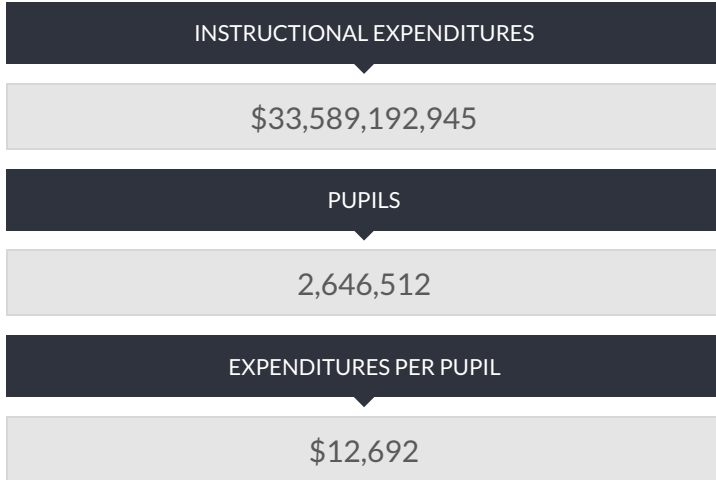 INSTRUCTIONAL EXPENDITURES
$33,589,192,945
PUPILS
2,646,512
EXPENDITURES PER PUPIL
$12,692